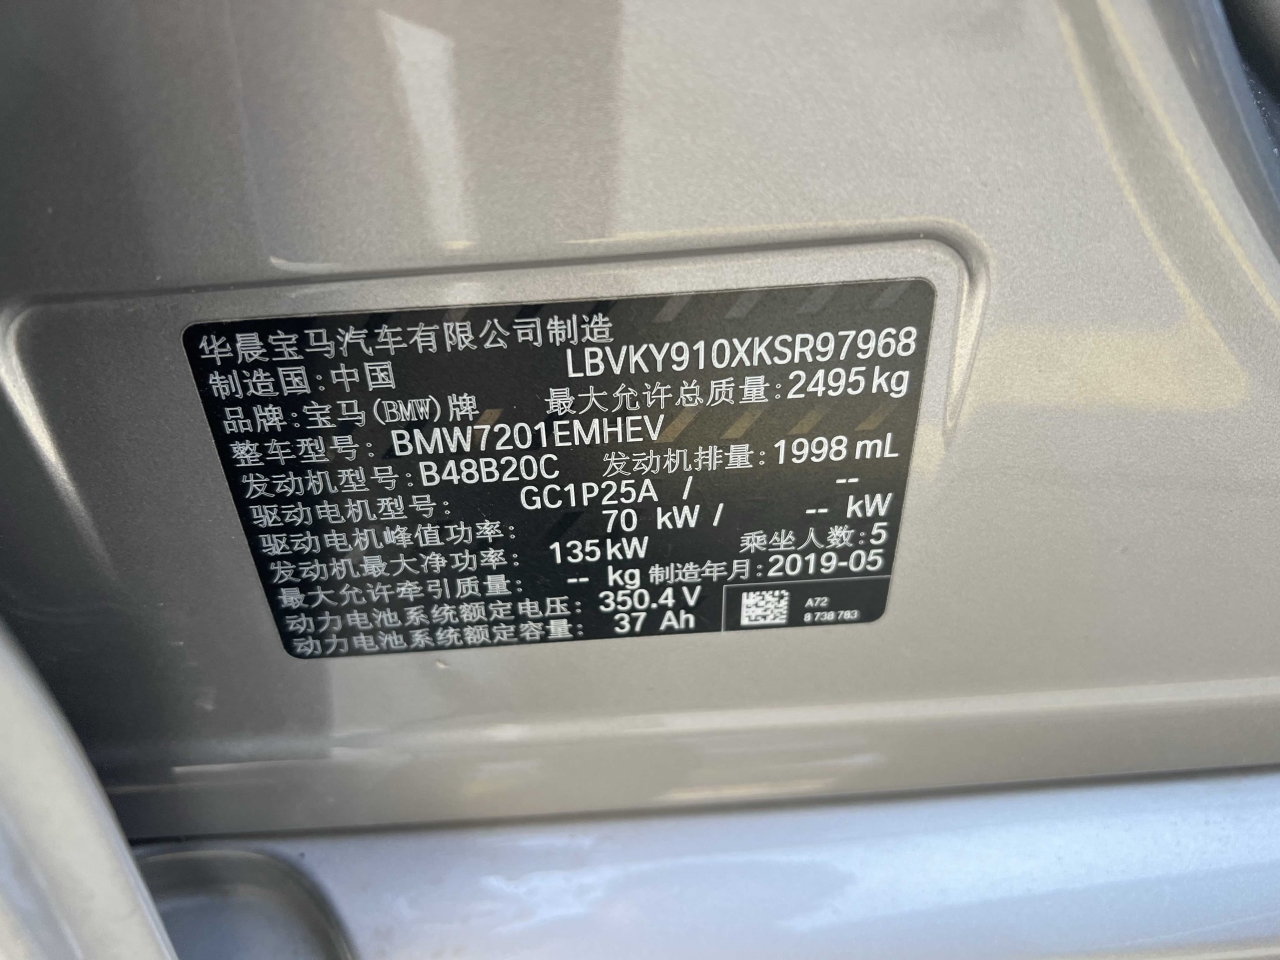 华晨宝马汽车有限公司制造
LBVKY910XKSR97968
制造国:中国
品牌:宝马(BMW)牌 最大允许总质量:2495kg
整车型号: BMW7201EMHEV
发动机型号:B48B20C 发动机排量:1998 mL
驱动电机型号: GC1P25A / --
驱动电机峰值功率: 70 kW / -- kW
发动机最大净功率: 135kW 乘坐人数:5
最大允许牵引质量: -- kg 制造年月:2019-05
动力电池系统额定电压: 350.4 V
动力电池系统额定容量: 37 Ah
A72
8 738 783